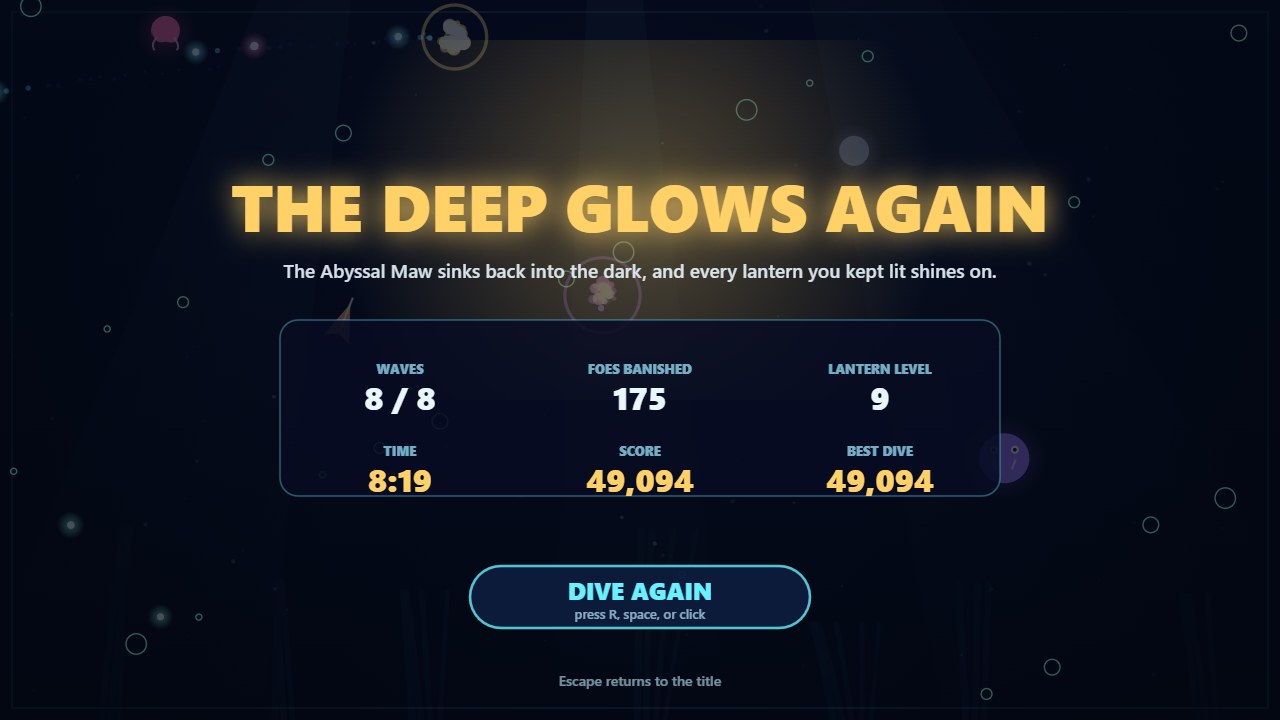 THE DEEP GLOWS AGAIN
The Abyssal Maw sinks back into the dark, and every lantern you kept lit shines on.
WAVES FOES BANISHED LANTERN LEVEL
8 / 8 175 9
TIME SCORE BEST DIVE
8:19 49,094 49,094
DIVE AGAIN
press R, space, or click
Escape returns to the title